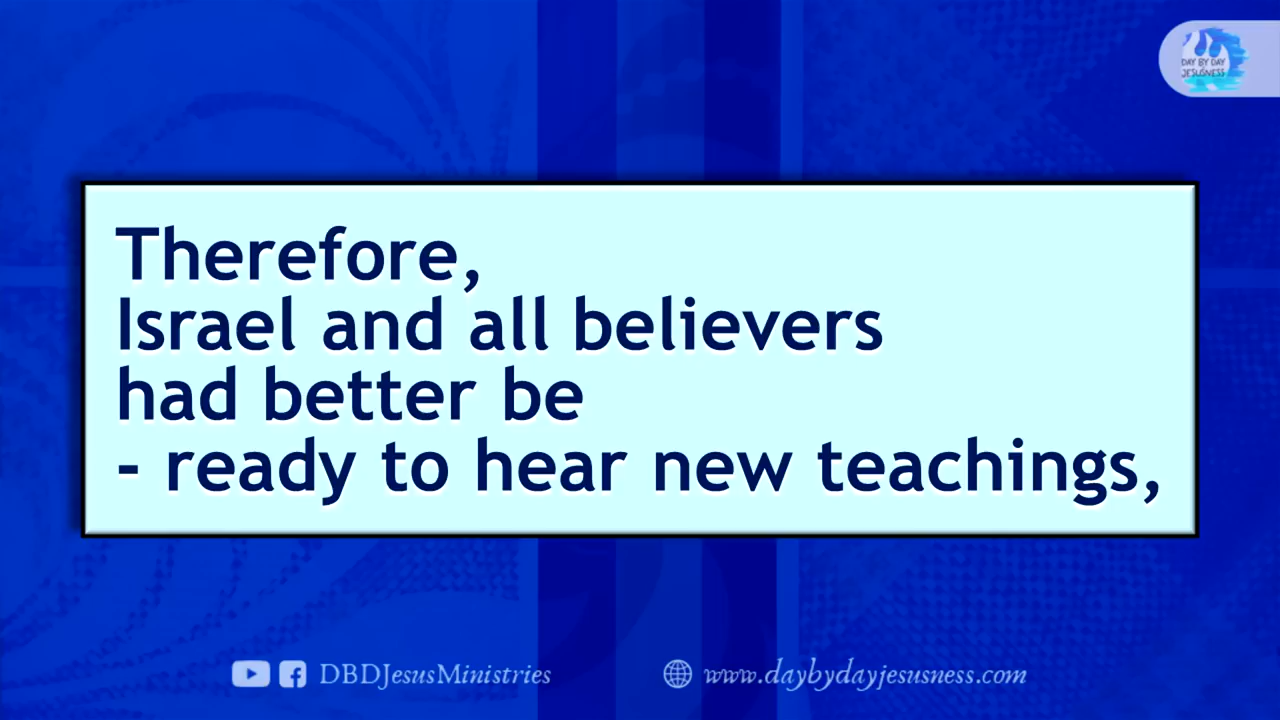 DAY BY DAY
JESUSNESS
Therefore,
Israel and all believers
had better be
- ready to hear new teachings,
DBDJesusMinistries
www.daybydayjesusness.com